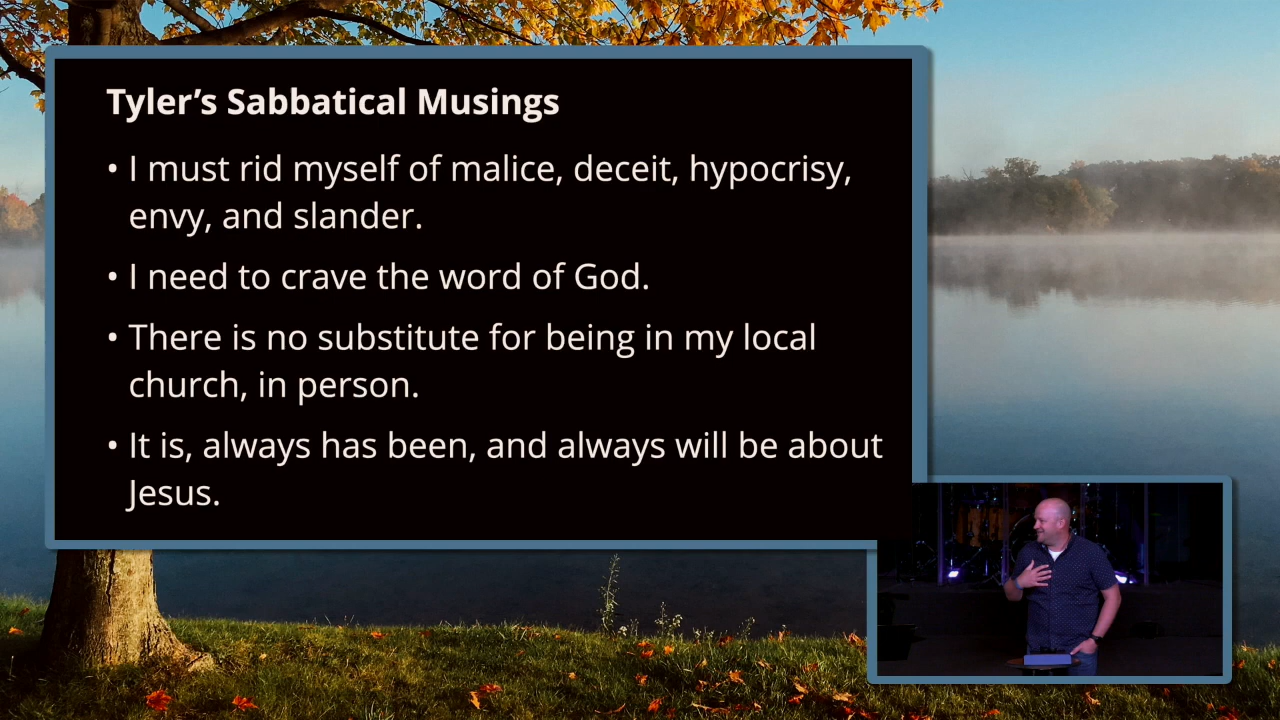 Tyler’s Sabbatical Musings
• I must rid myself of malice, deceit, hypocrisy,
envy, and slander.
• I need to crave the word of God.
• There is no substitute for being in my local
church, in person.
• It is, always has been, and always will be about
Jesus.